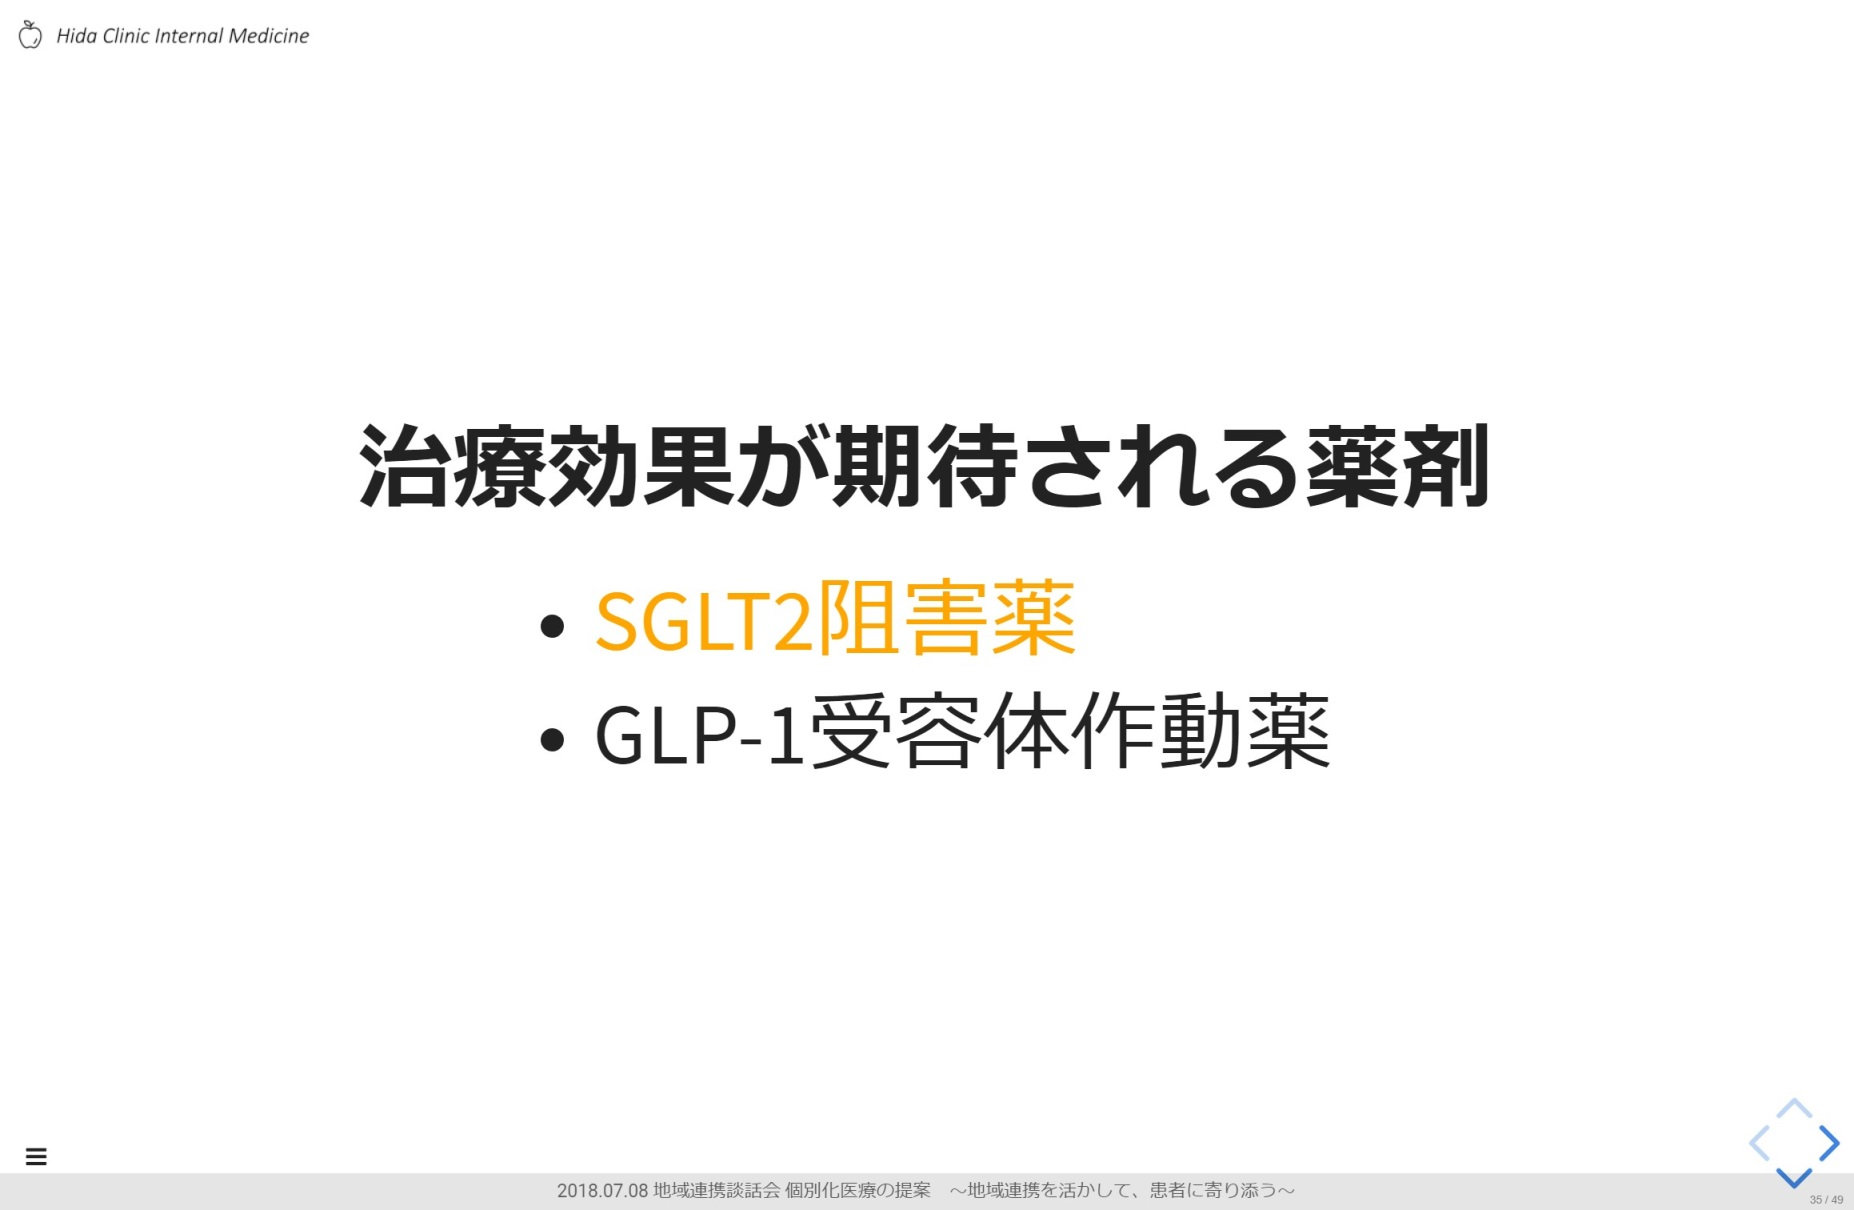 Hida Clinic Internal Medicine
治療効果が期待される薬剤
• SGLT2阻害薬
• GLP-1受容体作動薬
2018.07.08 地域連携談話会 個別化医療の提案　～地域連携を活かして、患者に寄り添う～
35 / 49